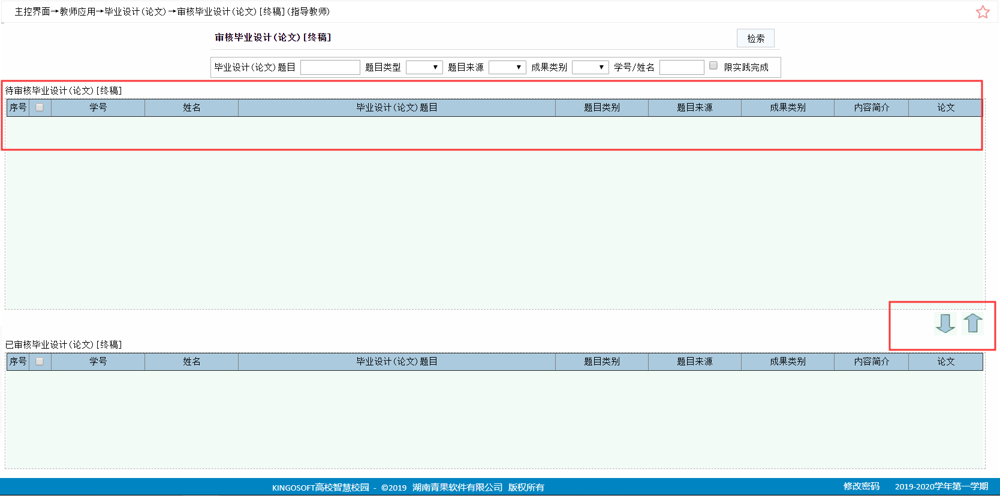 主控界面→教师应用→毕业设计(论文)→审核毕业设计(论文)[终稿](指导教师)
审核毕业设计(论文)[终稿] 检索
毕业设计(论文)题目 题目类型 题目来源 成果类别 学号/姓名 限实践完成
待审核毕业设计(论文)[终稿]
序号 学号 姓名 毕业设计(论文)题目 题目类别 题目来源 成果类别 内容简介 论文
已审核毕业设计(论文)[终稿]
序号 学号 姓名 毕业设计(论文)题目 题目类别 题目来源 成果类别 内容简介 论文
KINGOSOFT高校智慧校园 - ©2019 湖南青果软件有限公司 版权所有 修改密码 2019-2020学年第一学期